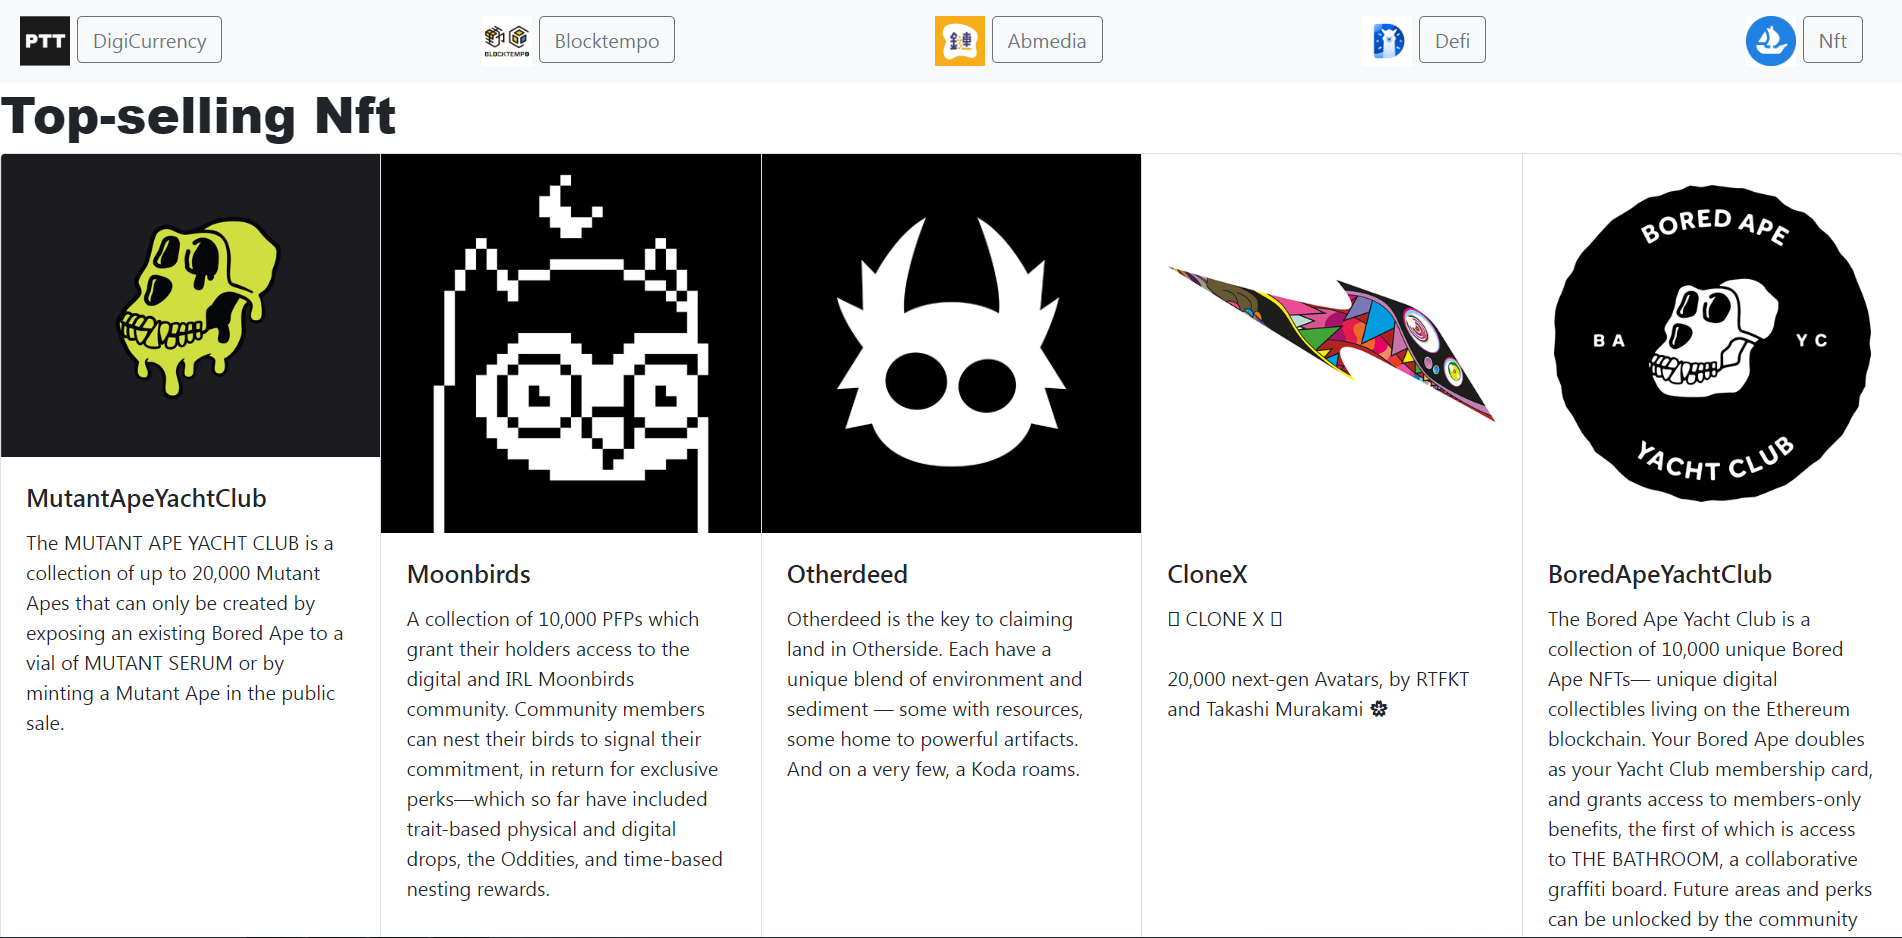 PTT DigiCurrency
動區 BLOCKTEMPO Blocktempo
鏈 Abmedia
Defi
Nft
Top-selling Nft
MutantApeYachtClub
The MUTANT APE YACHT CLUB is a
collection of up to 20,000 Mutant
Apes that can only be created by
exposing an existing Bored Ape to a
vial of MUTANT SERUM or by
minting a Mutant Ape in the public
sale.
Moonbirds
A collection of 10,000 PFPs which
grant their holders access to the
digital and IRL Moonbirds
community. Community members
can nest their birds to signal their
commitment, in return for exclusive
perks—which so far have included
trait-based physical and digital
drops, the Oddities, and time-based
nesting rewards.
Otherdeed
Otherdeed is the key to claiming
land in Otherside. Each have a
unique blend of environment and
sediment — some with resources,
some home to powerful artifacts.
And on a very few, a Koda roams.
CloneX
CLONE X
20,000 next-gen Avatars, by RTFKT
and Takashi Murakami
BORED APE
BA YC
YACHT CLUB
BoredApeYachtClub
The Bored Ape Yacht Club is a
collection of 10,000 unique Bored
Ape NFTs— unique digital
collectibles living on the Ethereum
blockchain. Your Bored Ape doubles
as your Yacht Club membership card,
and grants access to members-only
benefits, the first of which is access
to THE BATHROOM, a collaborative
graffiti board. Future areas and perks
can be unlocked by the community